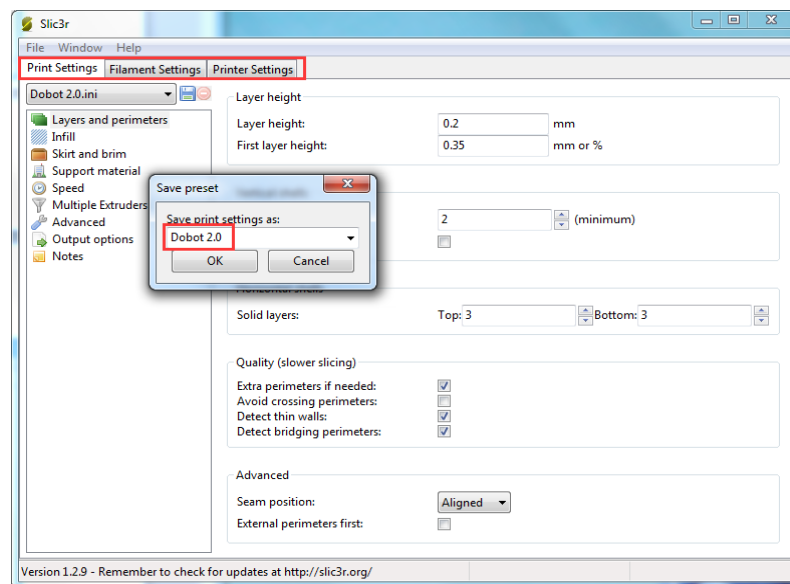 Slic3r
File Window Help
Print Settings Filament Settings Printer Settings
Dobot 2.0.ini
Layers and perimeters
Infill
Skirt and brim
Support material
Speed
Multiple Extruders
Advanced
Output options
Notes
Layer height
Layer height: 0.2 mm
First layer height: 0.35 mm or %
Save preset
Save print settings as:
Dobot 2.0
OK Cancel
2 (minimum)
Solid layers: Top: 3 Bottom: 3
Quality (slower slicing)
Extra perimeters if needed:
Avoid crossing perimeters:
Detect thin walls:
Detect bridging perimeters:
Advanced
Seam position: Aligned
External perimeters first:
Version 1.2.9 - Remember to check for updates at http://slic3r.org/